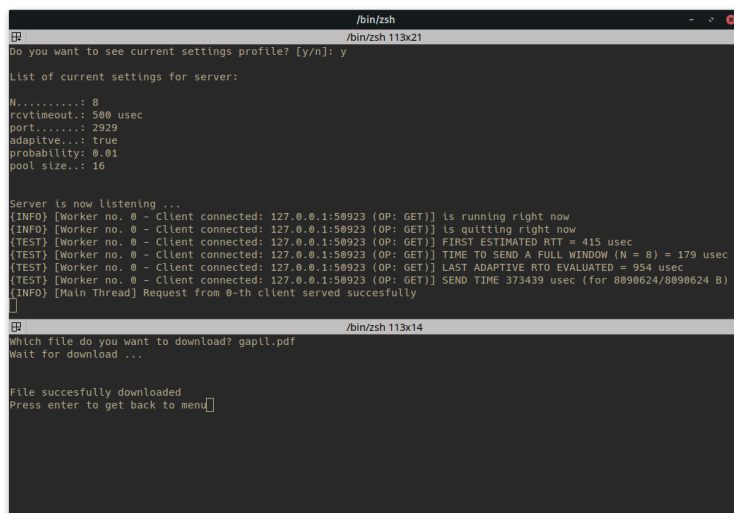 /bin/zsh
/bin/zsh 113x21
Do you want to see current settings profile? [y/n]: y
List of current settings for server:
N..........: 8
rcvtimeout.: 500 usec
port.......: 2929
adapitve...: true
probability: 0.01
pool size..: 16
Server is now listening ...
{INFO} [Worker no. 0 - Client connected: 127.0.0.1:50923 (OP: GET)] is running right now
{INFO} [Worker no. 0 - Client connected: 127.0.0.1:50923 (OP: GET)] is quitting right now
{TEST} [Worker no. 0 - Client connected: 127.0.0.1:50923 (OP: GET)] FIRST ESTIMATED RTT = 415 usec
{TEST} [Worker no. 0 - Client connected: 127.0.0.1:50923 (OP: GET)] TIME TO SEND A FULL WINDOW (N = 8) = 179 usec
{TEST} [Worker no. 0 - Client connected: 127.0.0.1:50923 (OP: GET)] LAST ADAPTIVE RTO EVALUATED = 954 usec
{TEST} [Worker no. 0 - Client connected: 127.0.0.1:50923 (OP: GET)] SEND TIME 373439 usec (for 8090624/8090624 B)
{INFO} [Main Thread] Request from 0-th client served succesfully
/bin/zsh 113x14
Which file do you want to download? gapil.pdf
Wait for download ...
File succesfully downloaded
Press enter to get back to menu